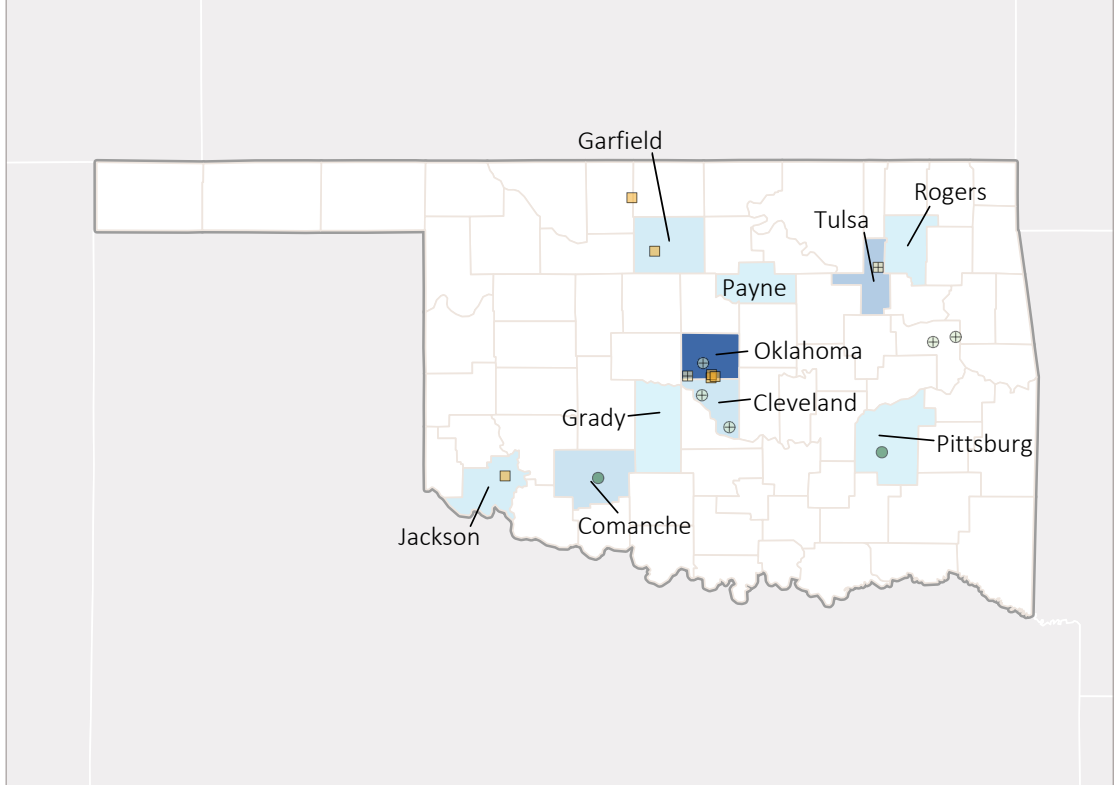 Garfield
Rogers
Tulsa
Payne
Oklahoma
Cleveland
Grady
Pittsburg
Comanche
Jackson